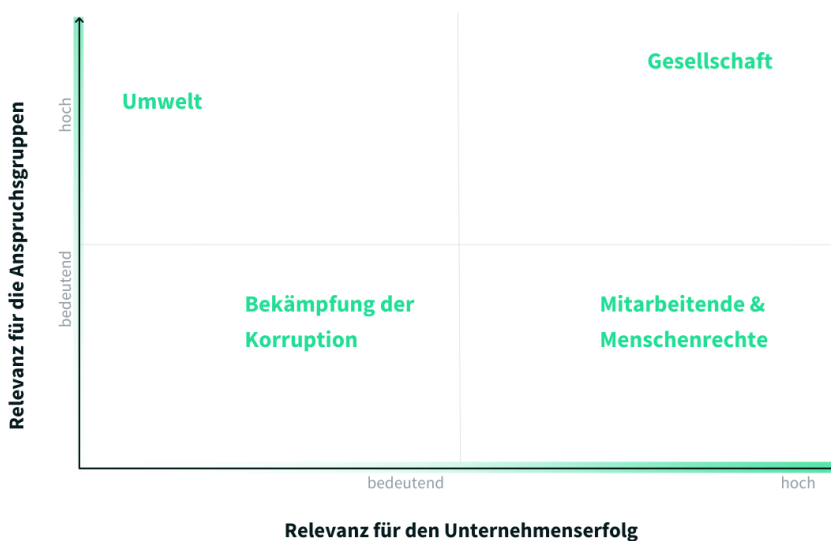 Gesellschaft
Umwelt
hoch
Relevanz für die Anspruchsgruppen
bedeutend
Bekämpfung der
Korruption
Mitarbeitende &
Menschenrechte
bedeutend
hoch
Relevanz für den Unternehmenserfolg